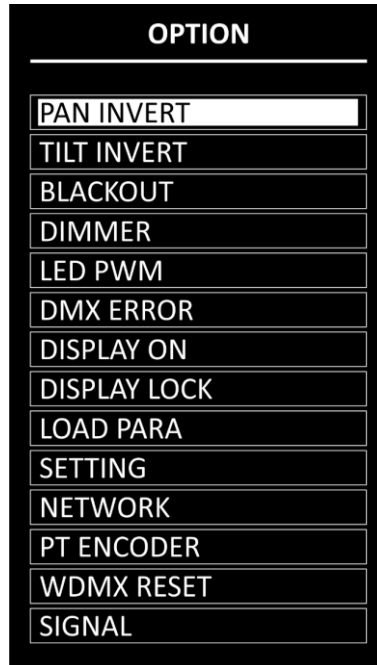 OPTION
PAN INVERT
TILT INVERT
BLACKOUT
DIMMER
LED PWM
DMX ERROR
DISPLAY ON
DISPLAY LOCK
LOAD PARA
SETTING
NETWORK
PT ENCODER
WDMX RESET
SIGNAL